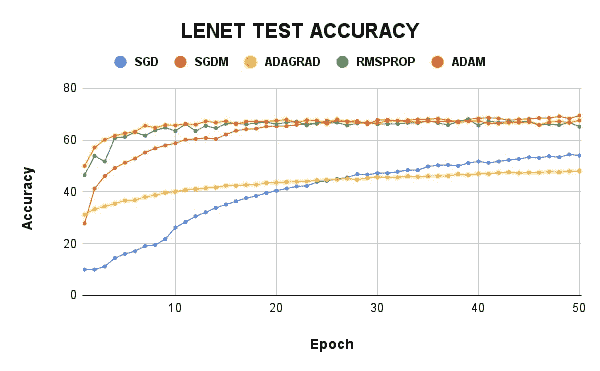 LENET TEST ACCURACY
SGD SGDM ADAGRAD RMSPROP ADAM
80
60
40
20
0
Accuracy
10 20 30 40 50
Epoch